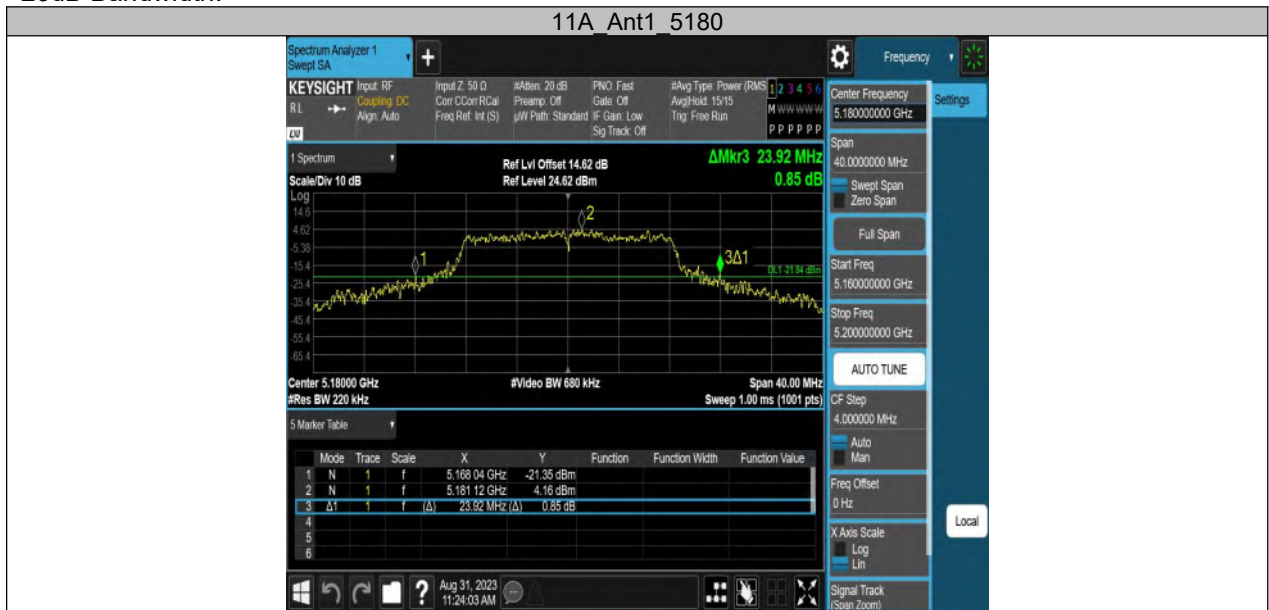 11A_Ant1_5180
Spectrum Analyzer 1
Swept SA
+
Frequency
KEYSIGHT
RL
LXI
Input: RF
Coupling: DC
Align: Auto
Input Z: 50 Ω
Corr CCorr RCal
Freq Ref: Int (S)
#Atten: 20 dB
Preamp: Off
µW Path: Standard
PNO: Fast
Gate: Off
IF Gain: Low
Sig Track: Off
#Avg Type: Power (RMS
Avg|Hold: 15/15
Trig: Free Run
1 2 3 4 5 6
M W W W W W
P P P P P P
Center Frequency
5.180000000 GHz
Settings
1 Spectrum
Scale/Div 10 dB
Ref Lvl Offset 14.62 dB
Ref Level 24.62 dBm
ΔMkr3 23.92 MHz
0.85 dB
Log
14.6
4.62
-5.38
-15.4
-25.4
-35.4
-45.4
-55.4
-65.4
1
2
3Δ1
DL1 -21.84 dBm
Center 5.18000 GHz
#Res BW 220 kHz
#Video BW 680 kHz
Span 40.00 MHz
Sweep 1.00 ms (1001 pts)
Span
40.0000000 MHz
Swept Span
Zero Span
Full Span
Start Freq
5.160000000 GHz
Stop Freq
5.200000000 GHz
AUTO TUNE
CF Step
4.000000 MHz
Auto
Man
Freq Offset
0 Hz
X Axis Scale
Log
Lin
Signal Track
(Span Zoom)
Local
5 Marker Table
Mode Trace Scale X Y Function Function Width Function Value
1 N 1 f 5.168 04 GHz -21.35 dBm
2 N 1 f 5.181 12 GHz 4.16 dBm
3 Δ1 1 f (Δ) 23.92 MHz (Δ) 0.85 dB
4
5
6
?
Aug 31, 2023
11:24:03 AM